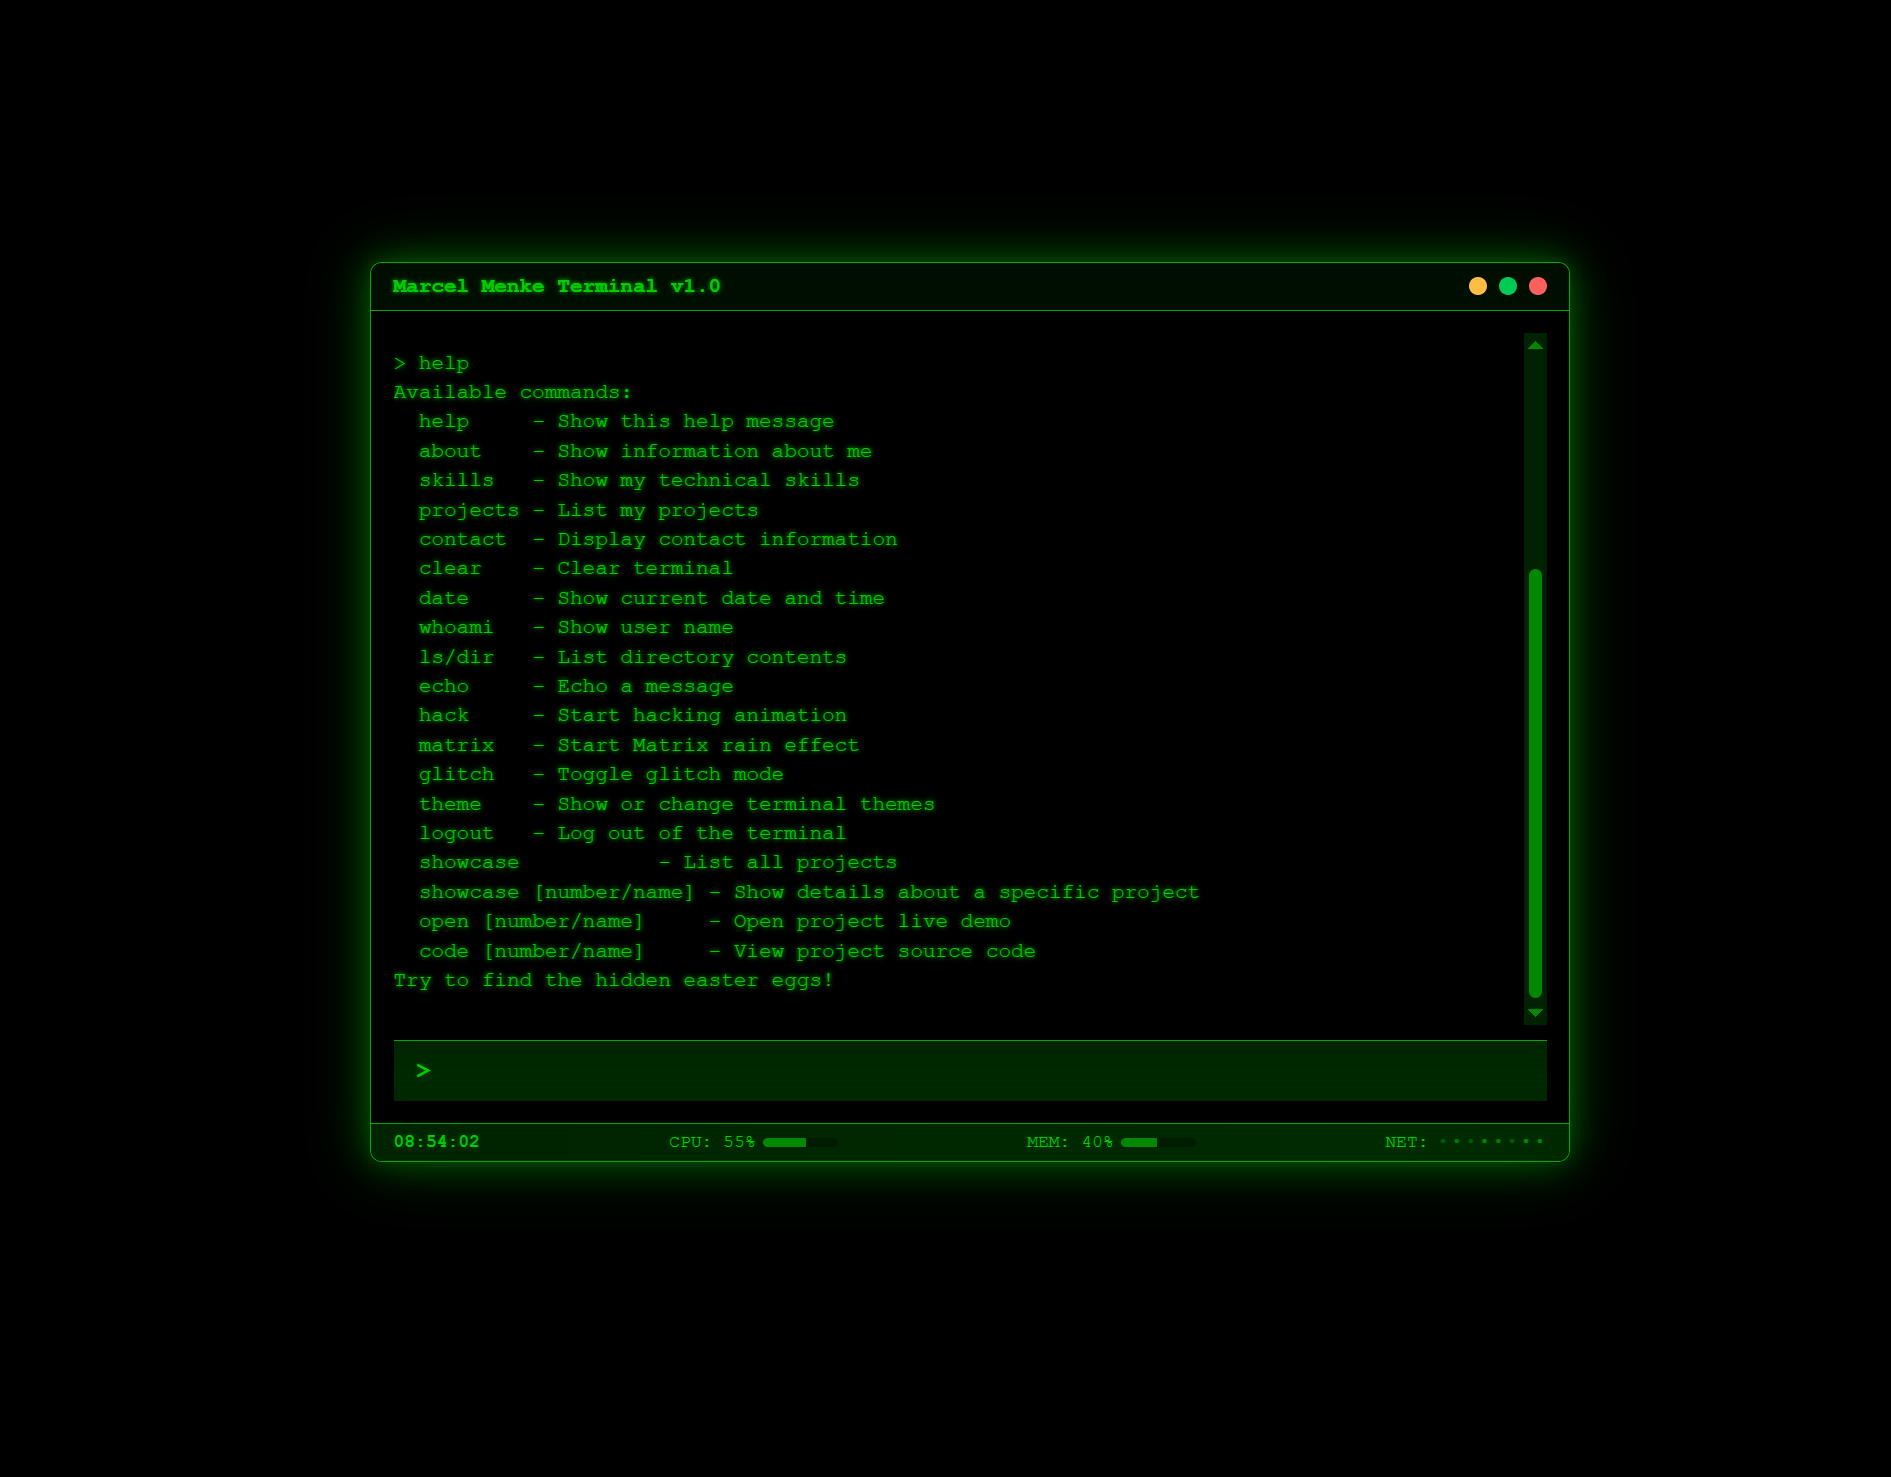 Marcel Menke Terminal v1.0
> help
Available commands:
  help     - Show this help message
  about    - Show information about me
  skills   - Show my technical skills
  projects - List my projects
  contact  - Display contact information
  clear    - Clear terminal
  date     - Show current date and time
  whoami   - Show user name
  ls/dir   - List directory contents
  echo     - Echo a message
  hack     - Start hacking animation
  matrix   - Start Matrix rain effect
  glitch   - Toggle glitch mode
  theme    - Show or change terminal themes
  logout   - Log out of the terminal
  showcase           - List all projects
  showcase [number/name] - Show details about a specific project
  open [number/name]     - Open project live demo
  code [number/name]     - View project source code
Try to find the hidden easter eggs!
>
08:54:02 CPU: 55% MEM: 40% NET: